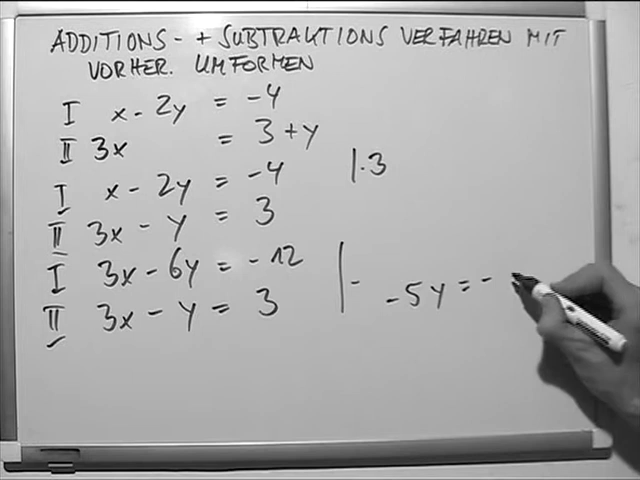 ADDITIONS- + SUBTRAKTIONS VERFAHREN MIT
VORHER. UMFORMEN
I x - 2y = -4
II 3x = 3 + y
I x - 2y = -4 |·3
II 3x - y = 3
I 3x - 6y = -12 |-
II 3x - y = 3
-5y = -